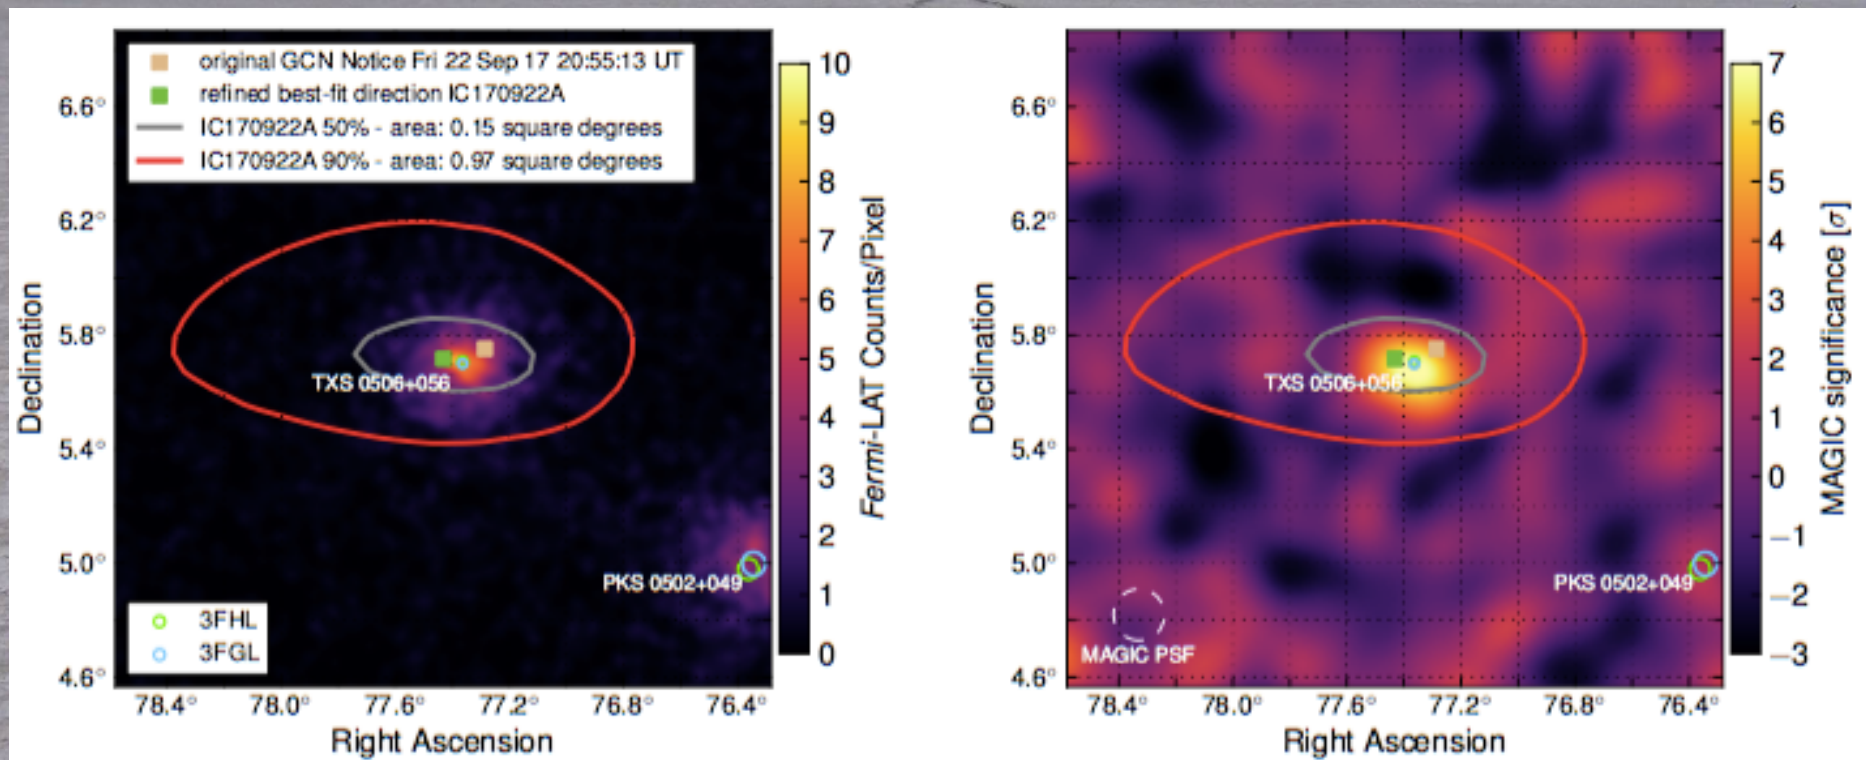 original GCN Notice Fri 22 Sep 17 20:55:13 UT
refined best-fit direction IC170922A
IC170922A 50% - area: 0.15 square degrees
IC170922A 90% - area: 0.97 square degrees
6.6°
6.2°
5.8°
5.4°
5.0°
4.6°
Declination
TXS 0506+056
PKS 0502+049
3FHL
3FGL
78.4° 78.0° 77.6° 77.2° 76.8° 76.4°
Right Ascension
10
9
8
7
6
5
4
3
2
1
0
Fermi-LAT Counts/Pixel
6.6°
6.2°
5.8°
5.4°
5.0°
4.6°
Declination
TXS 0506+056
PKS 0502+049
MAGIC PSF
78.4° 78.0° 77.6° 77.2° 76.8° 76.4°
Right Ascension
7
6
5
4
3
2
1
0
−1
−2
−3
MAGIC significance [σ]